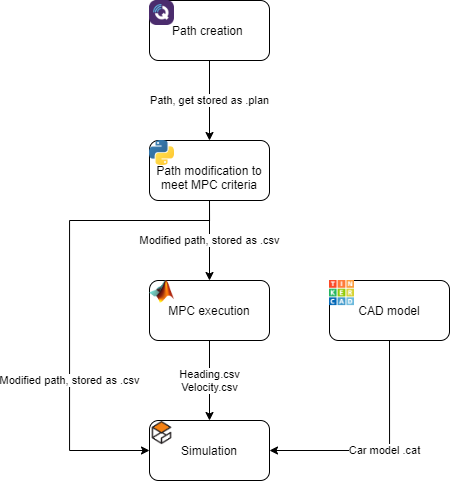 Path creation
Path, get stored as .plan
Path modification to
meet MPC criteria
Modified path, stored as .csv
MPC execution
TIN
KER
CAD
CAD model
Heading.csv
Velocity.csv
Modified path, stored as .csv
Simulation
Car model .cat